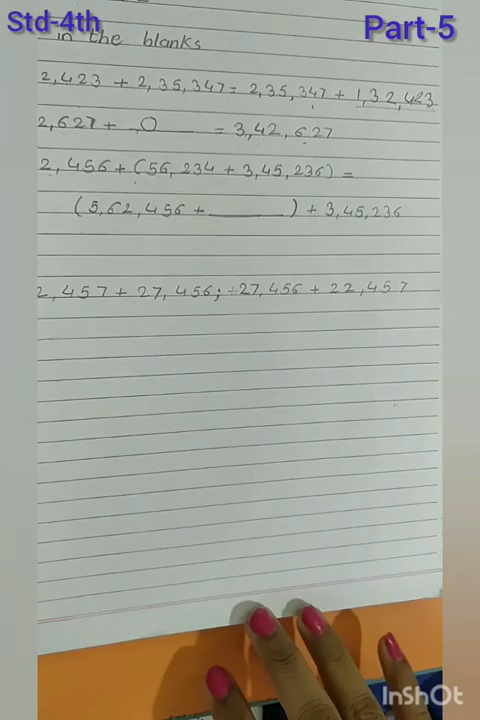 Std-4th
Part-5
in the blanks
2,423 + 2,35,347 = 2,35,347 + 1,32,423
2,627 + 0 = 3,42,627
2,456 + (56,234 + 3,45,236) =
(5,62,456 + ______ ) + 3,45,236
2,457 + 27,456; 27,456 + 22,457
InShOt